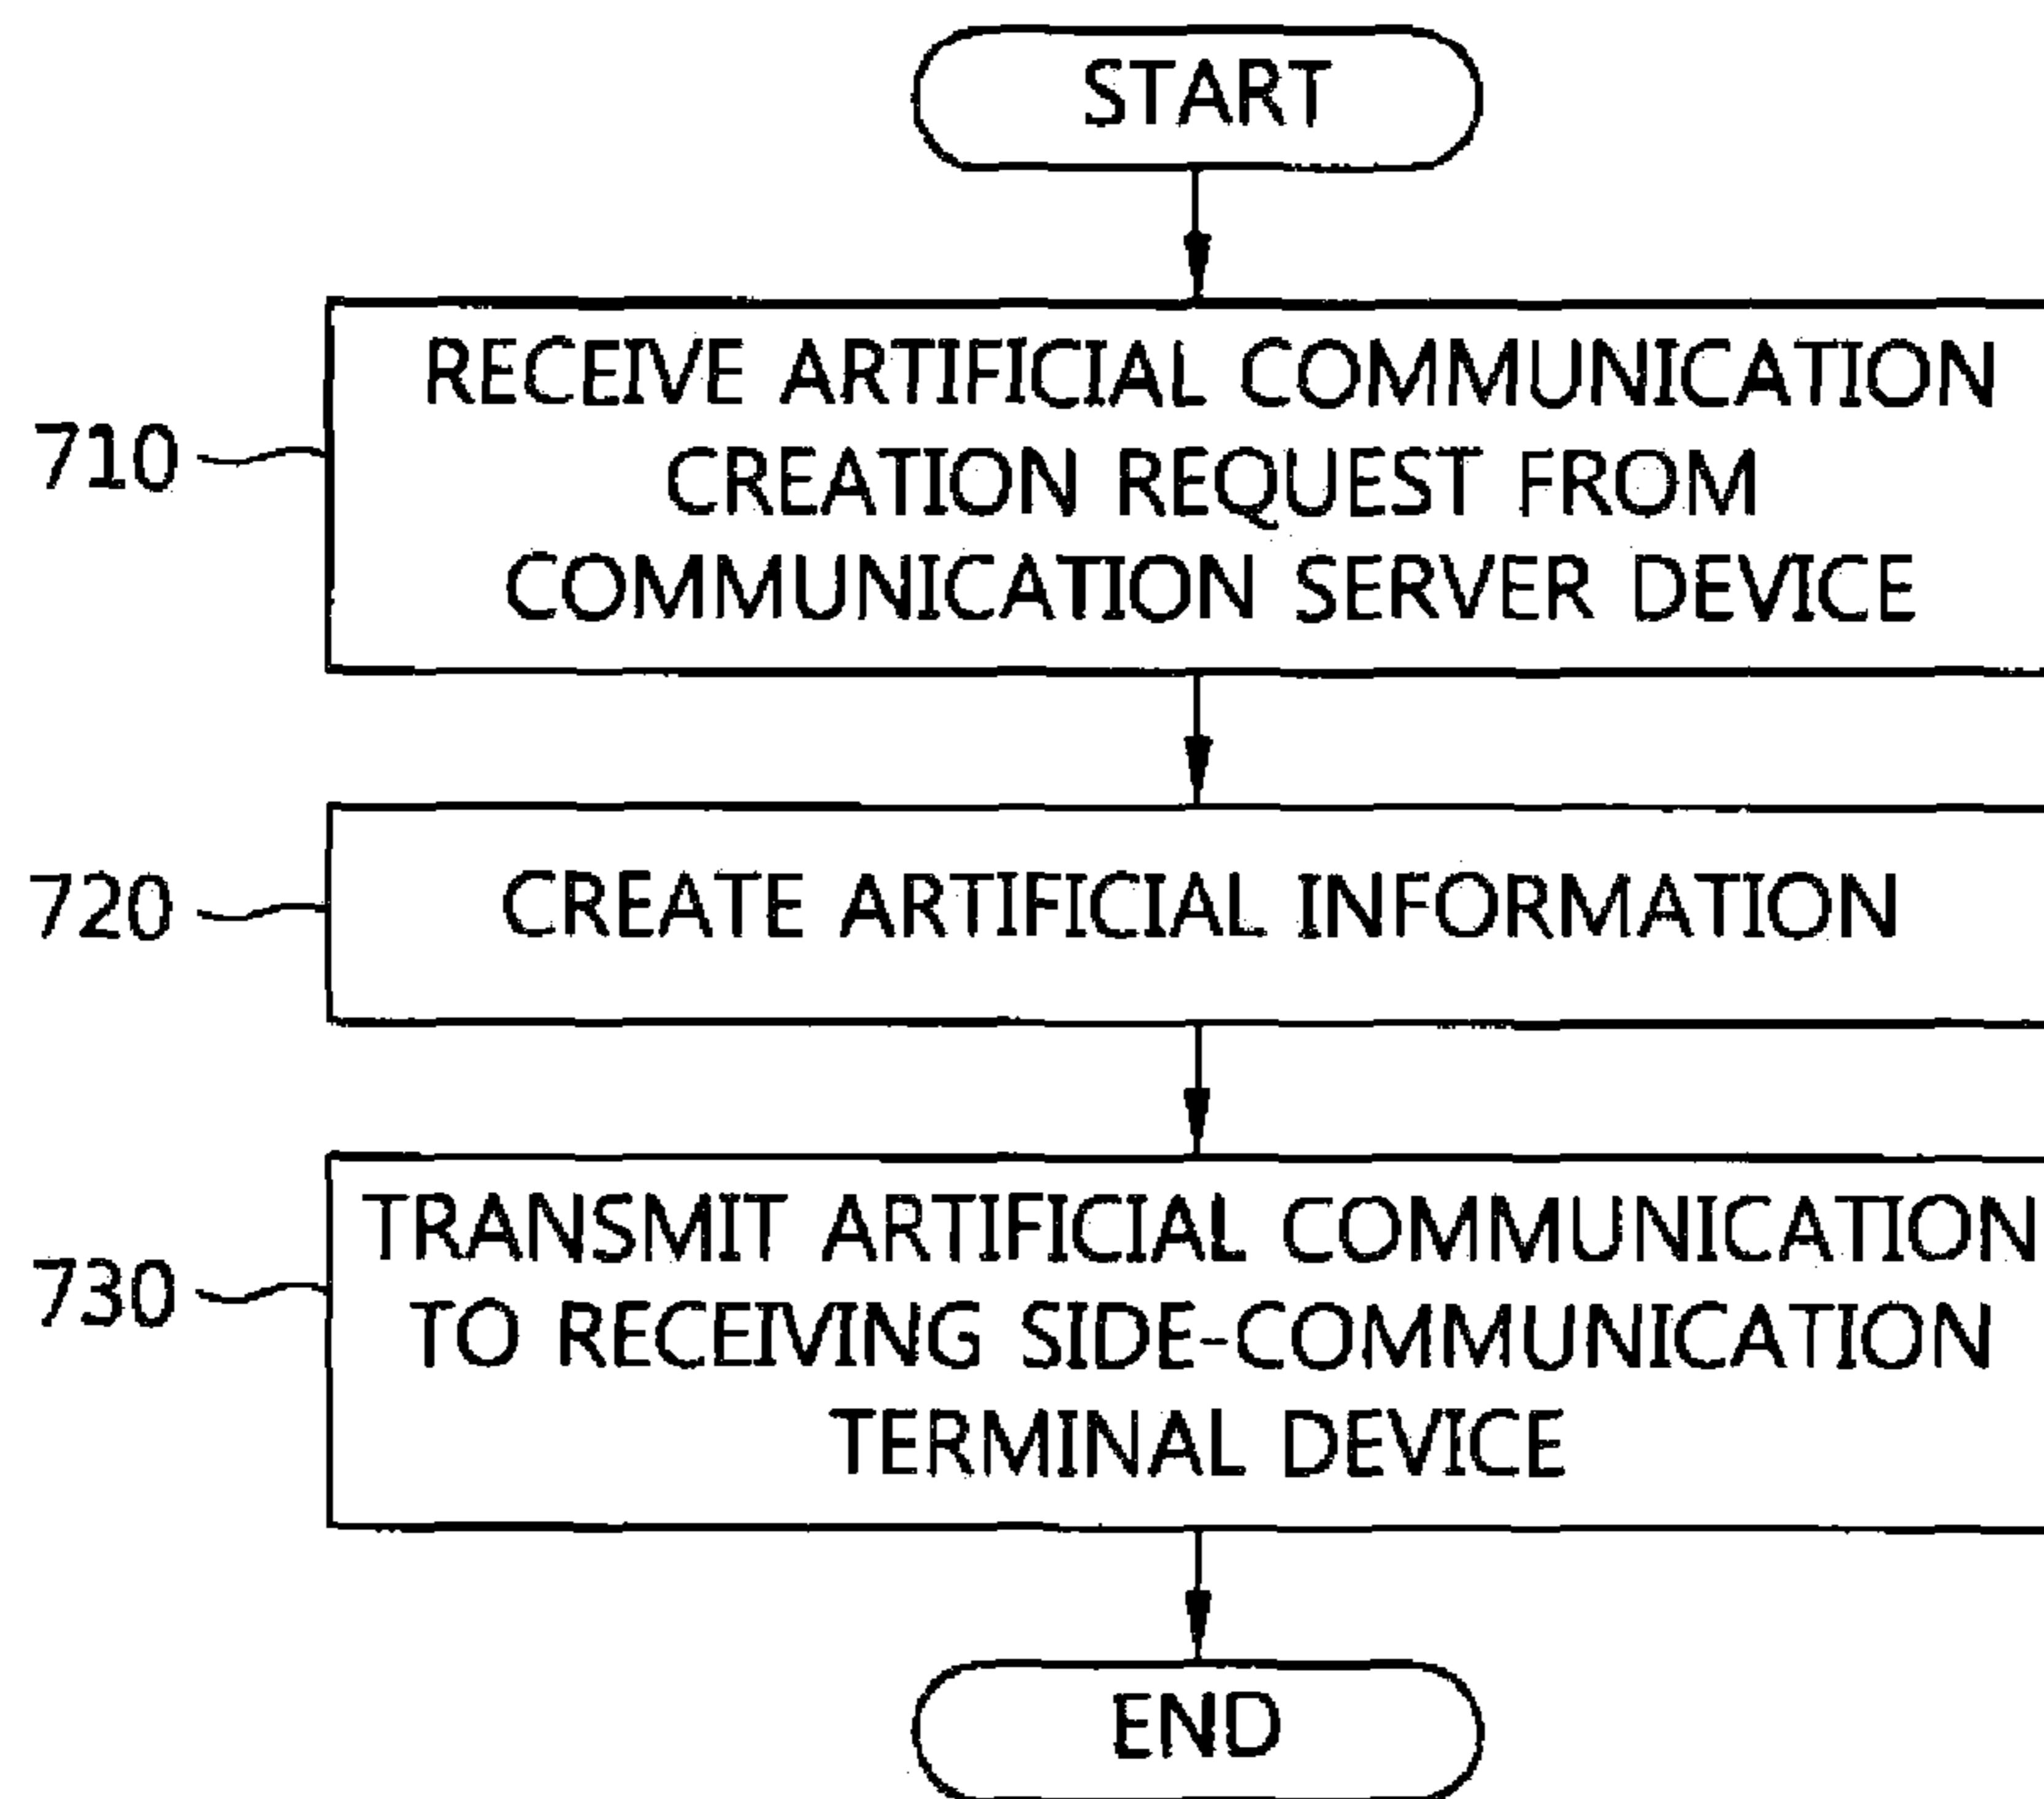 START
710
RECEIVE ARTIFICIAL COMMUNICATION
CREATION REQUEST FROM
COMMUNICATION SERVER DEVICE
720
CREATE ARTIFICIAL INFORMATION
730
TRANSMIT ARTIFICIAL COMMUNICATION
TO RECEIVING SIDE-COMMUNICATION
TERMINAL DEVICE
END